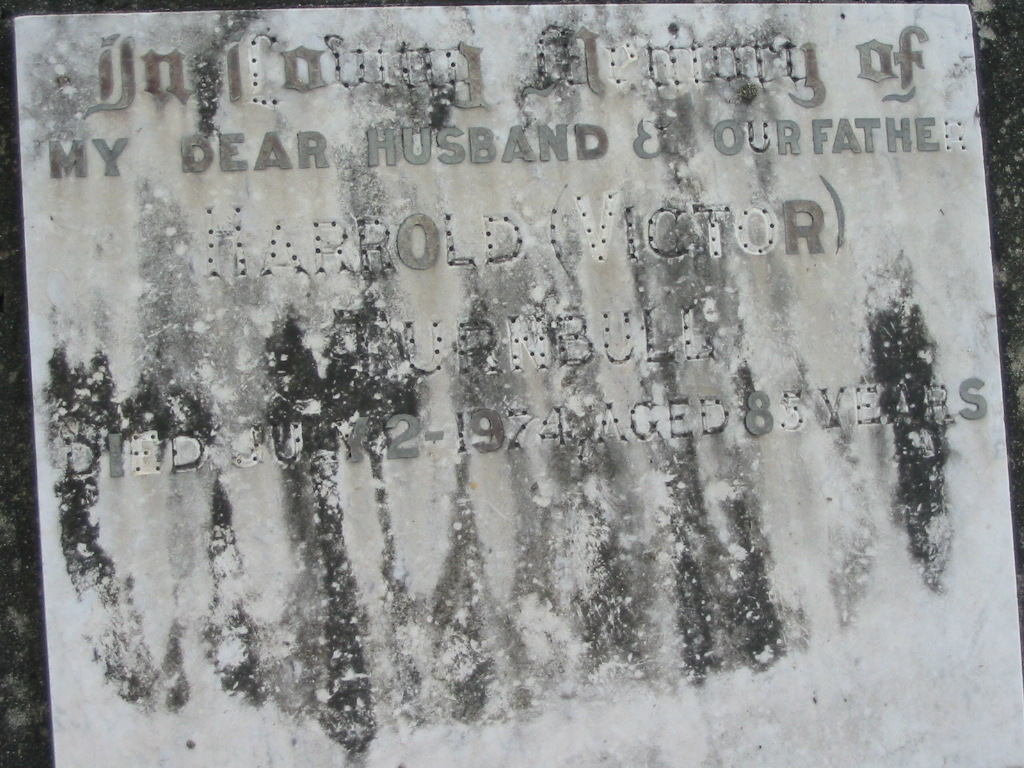 In Loving Memory of
MY DEAR HUSBAND & OUR FATHER
HARROLD (VICTOR)
TURNBULL
DIED JULY 2-1974, AGED 85 YEARS